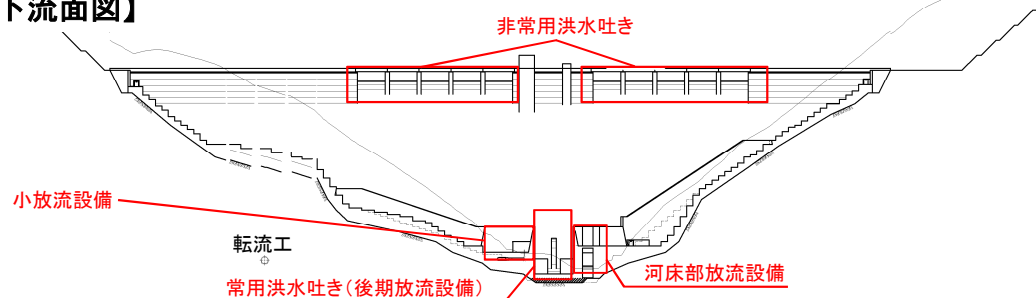 下流面図】
非常用洪水吐き
小放流設備
転流工
河床部放流設備
常用洪水吐き(後期放流設備)